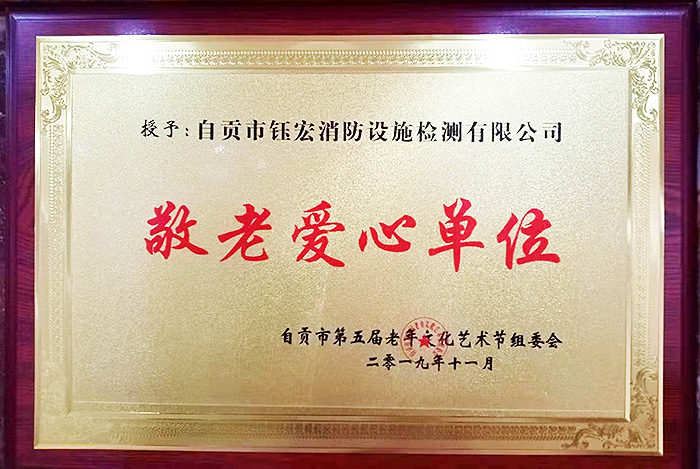 授予:自贡市钰宏消防设施检测有限公司
敬老爱心单位
自贡市第五届老年文化艺术节组委会
二零一九年十一月